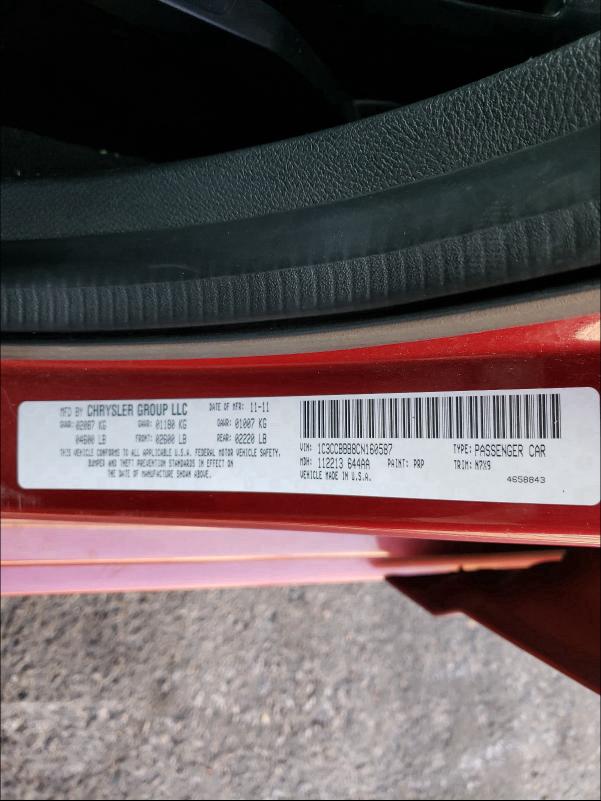 MFD BY CHRYSLER GROUP LLC DATE OF MFR: 11-11
GVWR: 02087 KG GAWR: 01180 KG GAWR: 01007 KG
04600 LB FRONT: 02600 LB REAR: 02220 LB
THIS VEHICLE CONFORMS TO ALL APPLICABLE U.S.A. FEDERAL MOTOR VEHICLE SAFETY,
BUMPER AND THEFT PREVENTION STANDARDS IN EFFECT ON
THE DATE OF MANUFACTURE SHOWN ABOVE.
VIN: 1C3CCBBB8CN160587 TYPE: PASSENGER CAR
MDH: 112213 644AA PAINT: PRP TRIM: N7X9
VEHICLE MADE IN U.S.A.
4658843